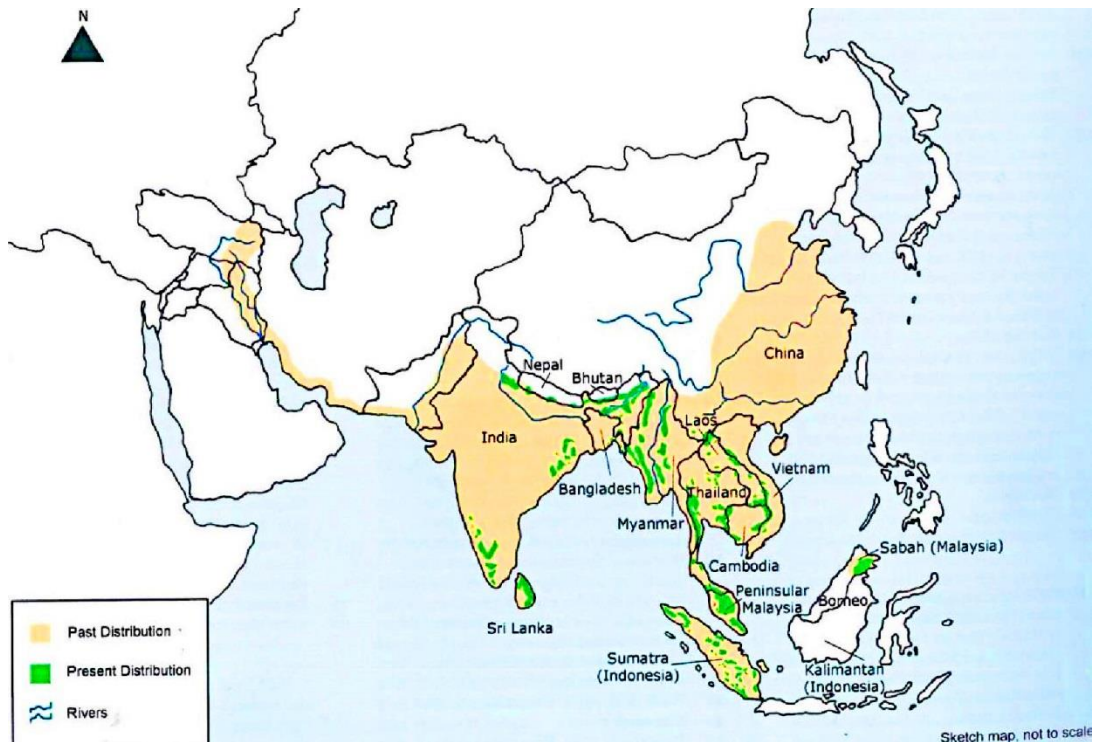 N
China
Nepal
Bhutan
India
Laos
Bangladesh
Thailand
Vietnam
Myanmar
Cambodia
Sabah (Malaysia)
Peninsular
Malaysia
Borneo
Sri Lanka
Sumatra
(Indonesia)
Kalimantan
(Indonesia)
Past Distribution
Present Distribution
Rivers
Sketch map, not to scale